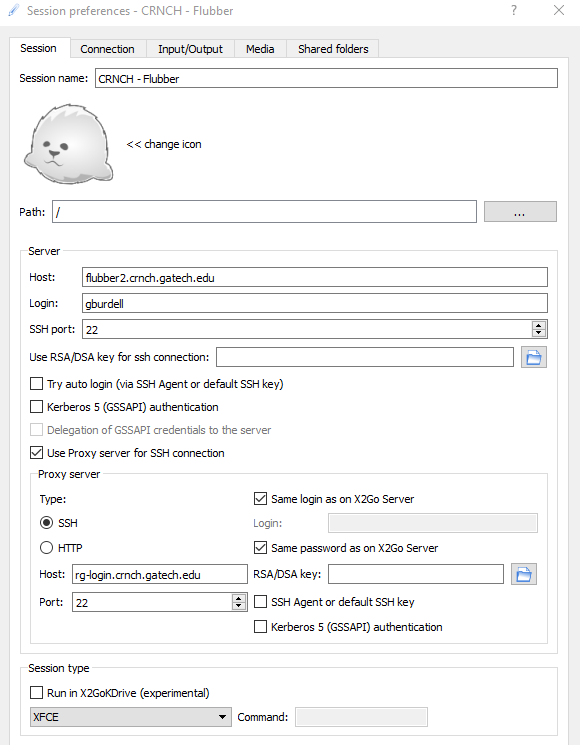 Session preferences - CRNCH - Flubber ?
Session Connection Input/Output Media Shared folders
Session name: CRNCH - Flubber
<< change icon
Path: / ...
Server
Host: flubber2.crnch.gatech.edu
Login: gburdell
SSH port: 22
Use RSA/DSA key for ssh connection:
Try auto login (via SSH Agent or default SSH key)
Kerberos 5 (GSSAPI) authentication
Delegation of GSSAPI credentials to the server
Use Proxy server for SSH connection
Proxy server
Type: Same login as on X2Go Server
SSH Login:
HTTP Same password as on X2Go Server
Host: rg-login.crnch.gatech.edu RSA/DSA key:
Port: 22 SSH Agent or default SSH key
Kerberos 5 (GSSAPI) authentication
Session type
Run in X2GoKDrive (experimental)
XFCE Command: